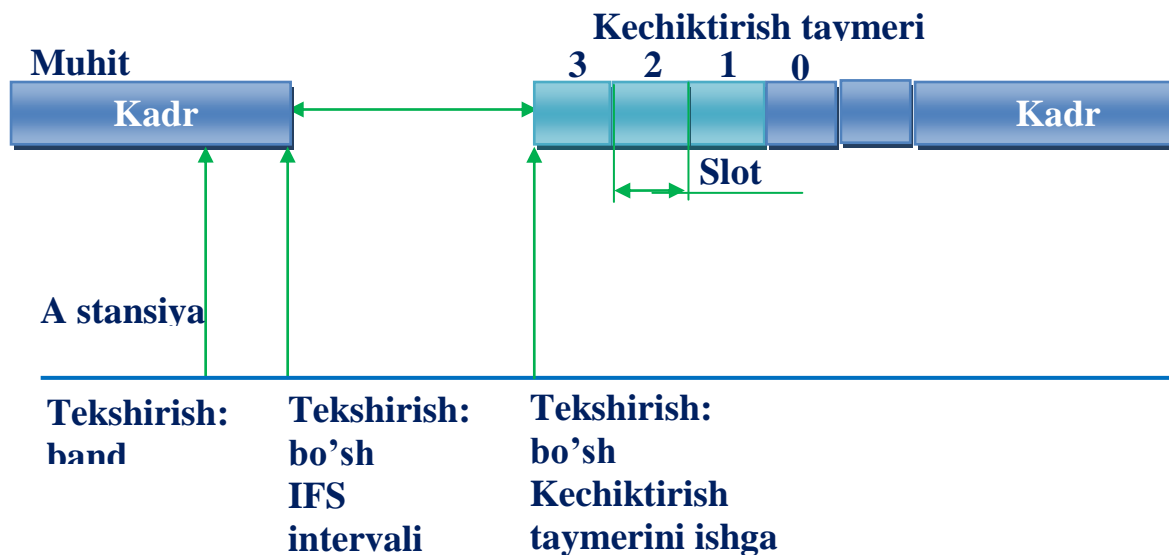 Kechiktirish taymeri
Muhit
3 2 1 0
Kadr
Kadr
Slot
A stansiya
Tekshirish:
band
Tekshirish:
bo’sh
IFS
intervali
Tekshirish:
bo’sh
Kechiktirish
taymerini ishga